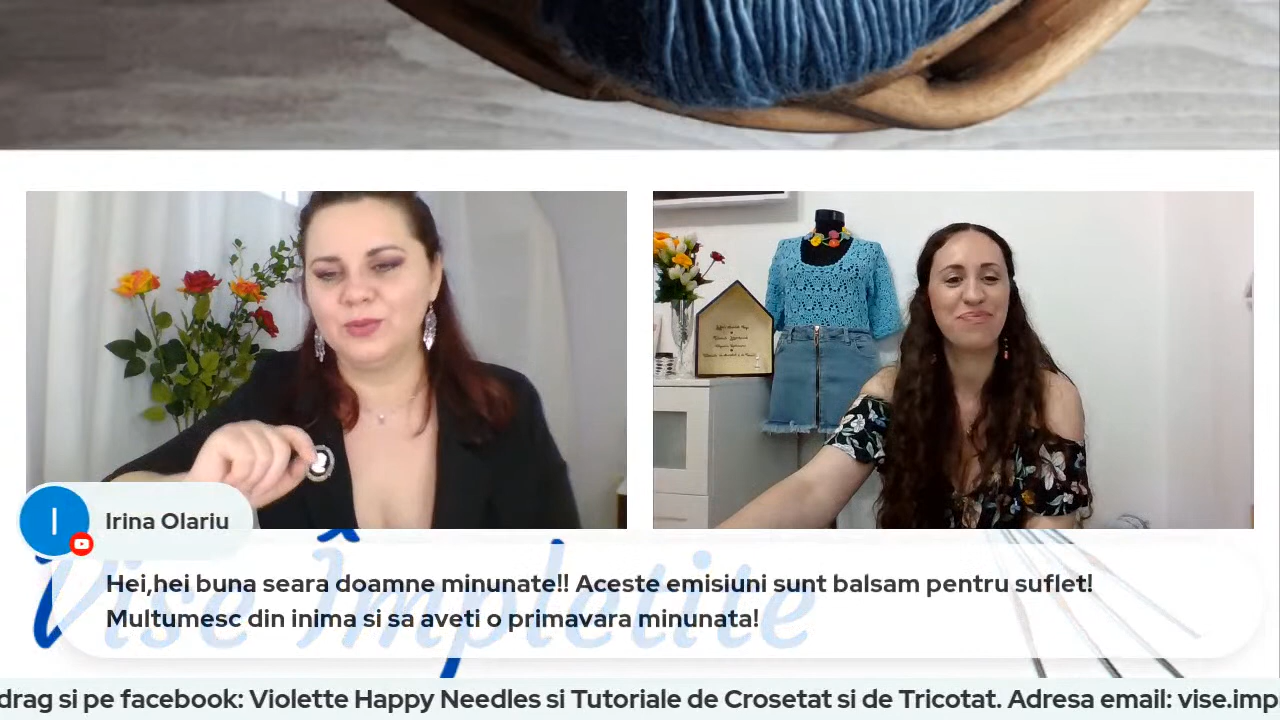 Irina Olariu
Hei,hei buna seara doamne minunate!! Aceste emisiuni sunt balsam pentru suflet!
Multumesc din inima si sa aveti o primavara minunata!
Vise Împletite
drag si pe facebook: Violette Happy Needles si Tutoriale de Crosetat si de Tricotat. Adresa email: vise.imp